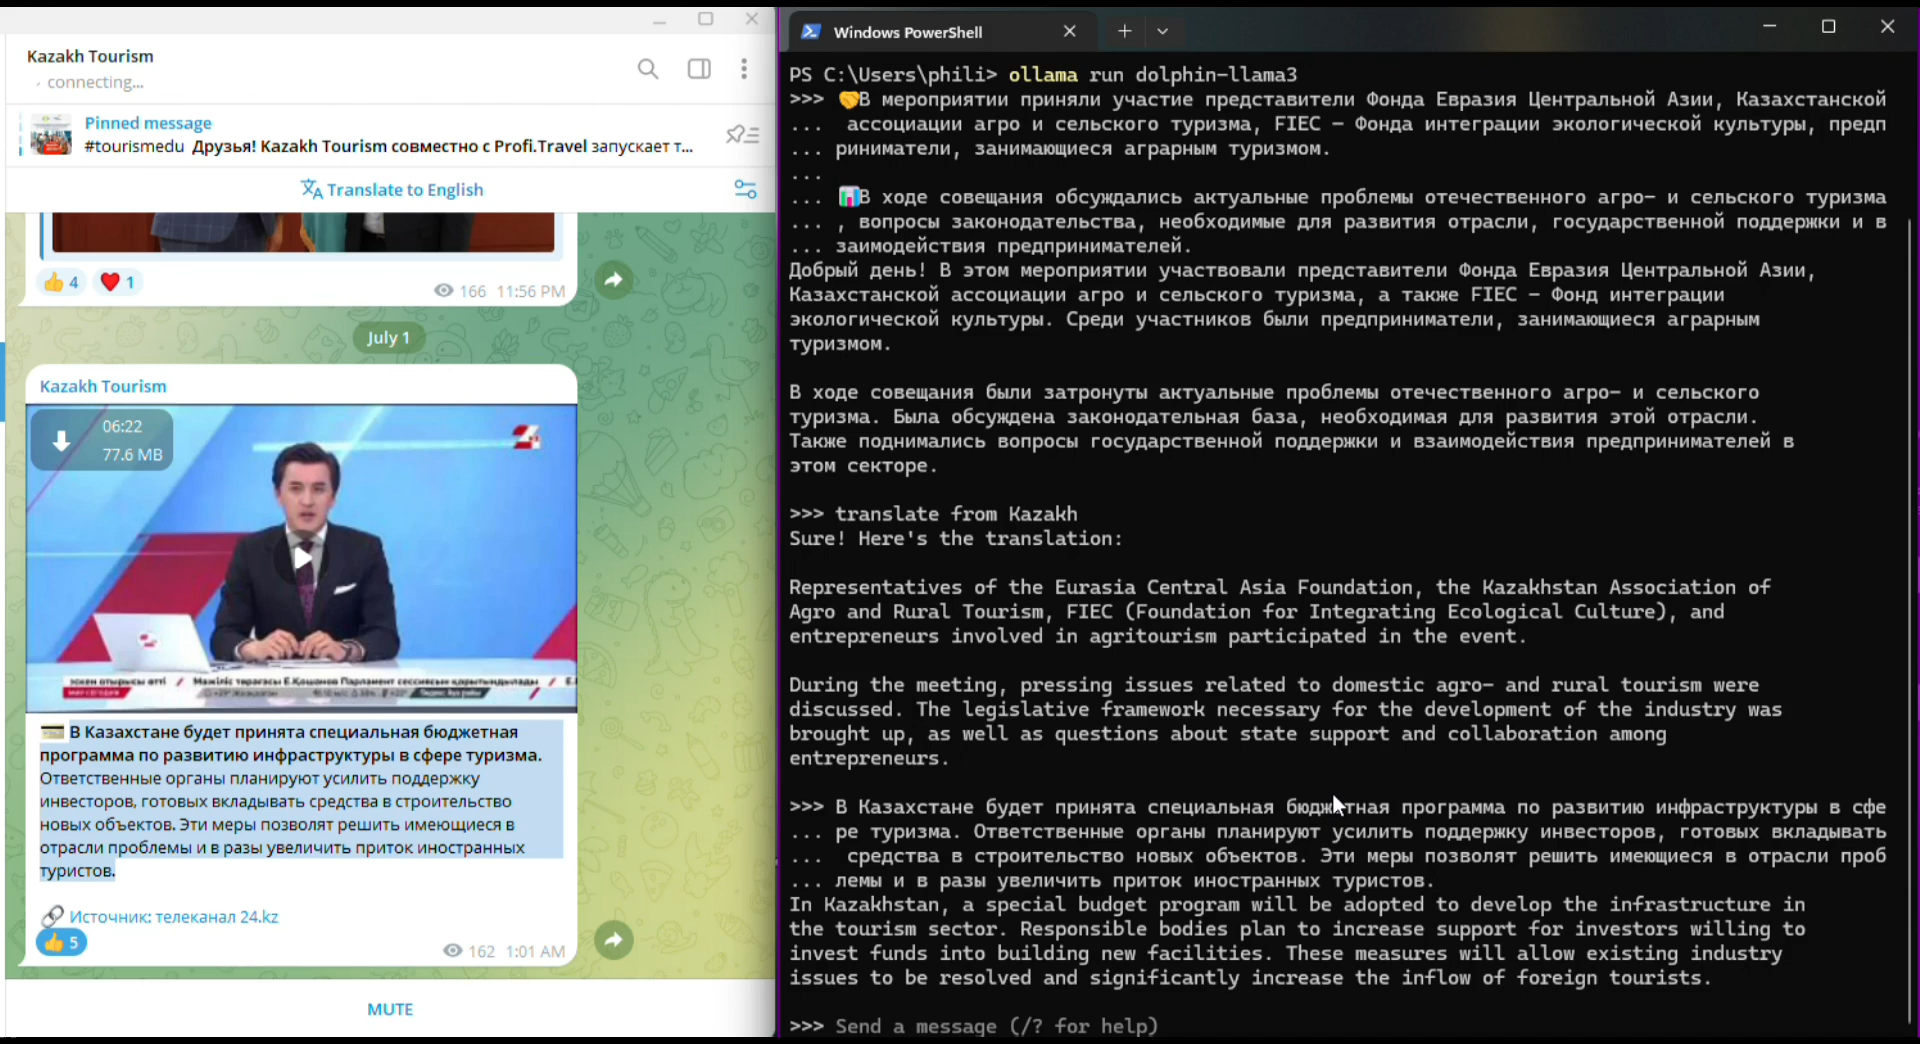 Kazakh Tourism
connecting...
Pinned message
#tourismedu Друзья! Kazakh Tourism совместно с Profi.Travel запускает т...
Translate to English
4
1
166 11:56 PM
July 1
Kazakh Tourism
06:22
77.6 MB
Мәжіліс төрағасы Е.Қошанов Парламент сессиясын қорытындылады
В Казахстане будет принята специальная бюджетная
программа по развитию инфраструктуры в сфере туризма.
Ответственные органы планируют усилить поддержку
инвесторов, готовых вкладывать средства в строительство
новых объектов. Эти меры позволят решить имеющиеся в
отрасли проблемы и в разы увеличить приток иностранных
туристов.
Источник: телеканал 24.kz
5
162 1:01 AM
MUTE
Windows PowerShell
PS C:\Users\phili> ollama run dolphin-llama3
>>> 🤝В мероприятии приняли участие представители Фонда Евразия Центральной Азии, Казахстанской
... ассоциации агро и сельского туризма, FIEC – Фонда интеграции экологической культуры, предп
... риниматели, занимающиеся аграрным туризмом.
...
... 📊В ходе совещания обсуждались актуальные проблемы отечественного агро– и сельского туризма
... , вопросы законодательства, необходимые для развития отрасли, государственной поддержки и в
... заимодействия предпринимателей.
Добрый день! В этом мероприятии участвовали представители Фонда Евразия Центральной Азии,
Казахстанской ассоциации агро и сельского туризма, а также FIEC – Фонд интеграции
экологической культуры. Среди участников были предприниматели, занимающиеся аграрным
туризмом.
В ходе совещания были затронуты актуальные проблемы отечественного агро– и сельского
туризма. Была обсуждена законодательная база, необходимая для развития этой отрасли.
Также поднимались вопросы государственной поддержки и взаимодействия предпринимателей в
этом секторе.
>>> translate from Kazakh
Sure! Here's the translation:
Representatives of the Eurasia Central Asia Foundation, the Kazakhstan Association of
Agro and Rural Tourism, FIEC (Foundation for Integrating Ecological Culture), and
entrepreneurs involved in agritourism participated in the event.
During the meeting, pressing issues related to domestic agro– and rural tourism were
discussed. The legislative framework necessary for the development of the industry was
brought up, as well as questions about state support and collaboration among
entrepreneurs.
>>> В Казахстане будет принята специальная бюджетная программа по развитию инфраструктуры в сфе
... ре туризма. Ответственные органы планируют усилить поддержку инвесторов, готовых вкладывать
... средства в строительство новых объектов. Эти меры позволят решить имеющиеся в отрасли проб
... лемы и в разы увеличить приток иностранных туристов.
In Kazakhstan, a special budget program will be adopted to develop the infrastructure in
the tourism sector. Responsible bodies plan to increase support for investors willing to
invest funds into building new facilities. These measures will allow existing industry
issues to be resolved and significantly increase the inflow of foreign tourists.
>>> Send a message (/? for help)